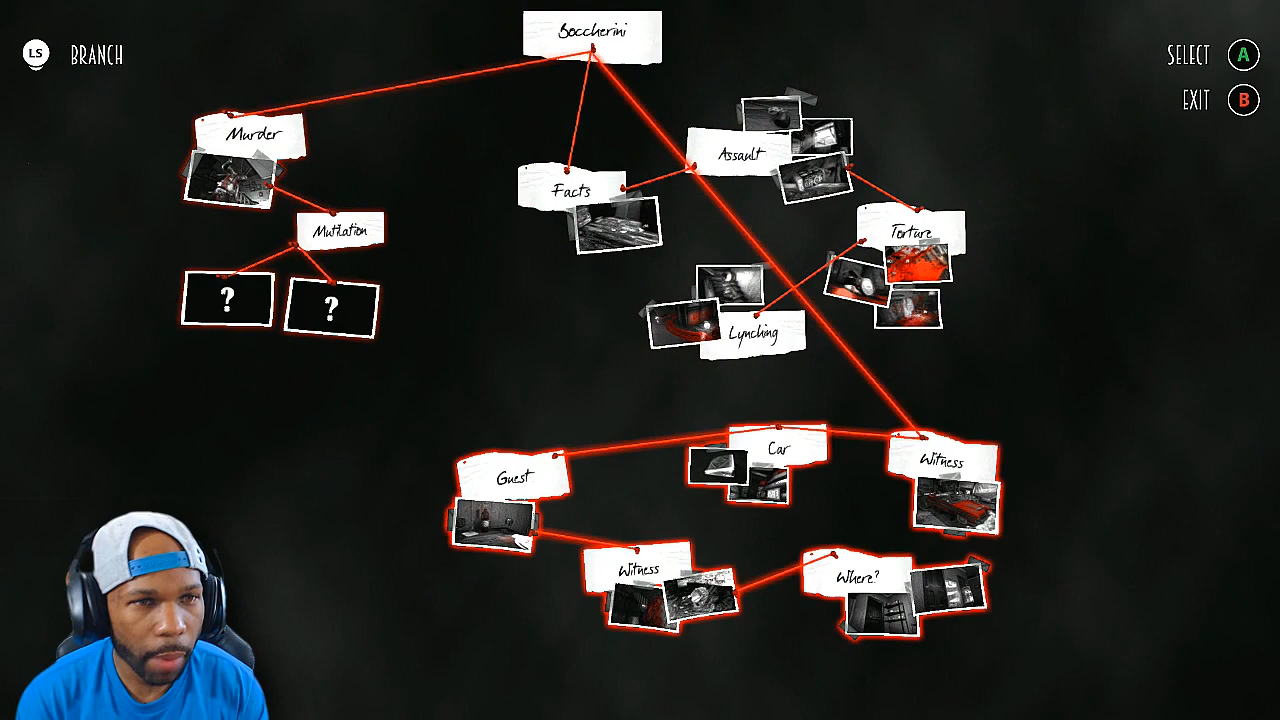 Boccherini
LS BRANCH
SELECT A
EXIT B
Murder
Assault
Facts
Mutilation
Torture
? ?
Lynching
Car
Witness
Guest
Witness
Where?